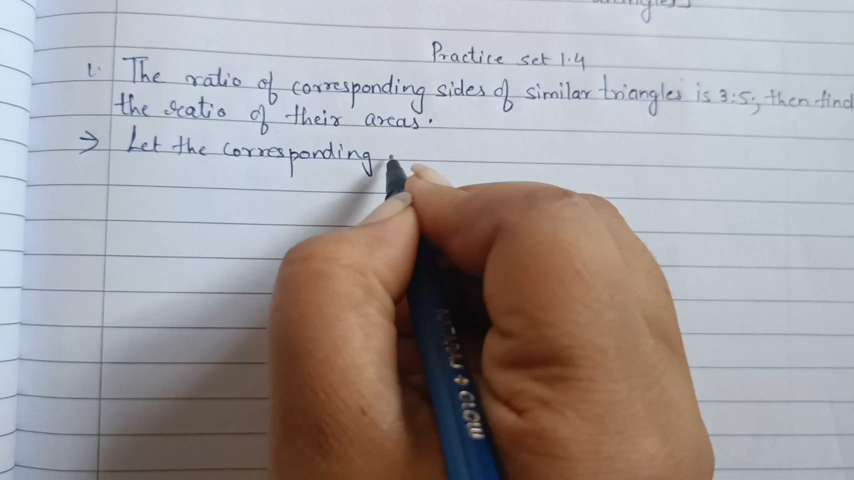 Practice set 1.4
1. The ratio of corresponding sides of similar triangles is 3:5; then find
the ratio of their areas.
→ Let the corresponding